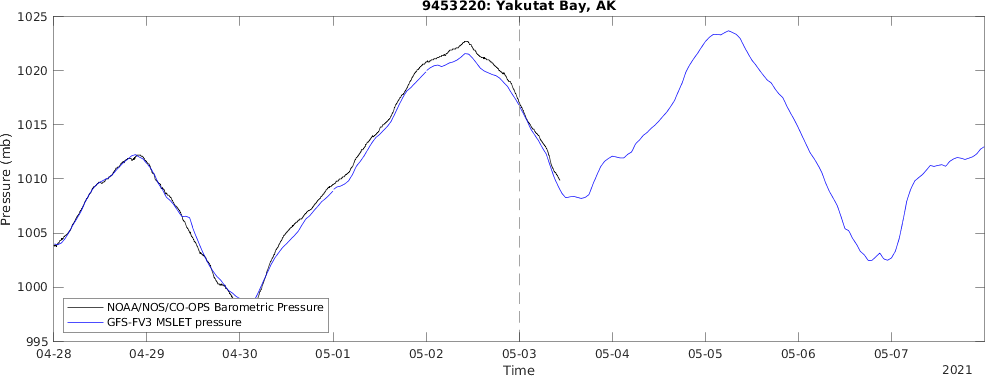 9453220: Yakutat Bay, AK
Pressure (mb)
1025
1020
1015
1010
1005
1000
995
NOAA/NOS/CO-OPS Barometric Pressure
GFS-FV3 MSLET pressure
04-28 04-29 04-30 05-01 05-02 05-03 05-04 05-05 05-06 05-07
Time
2021